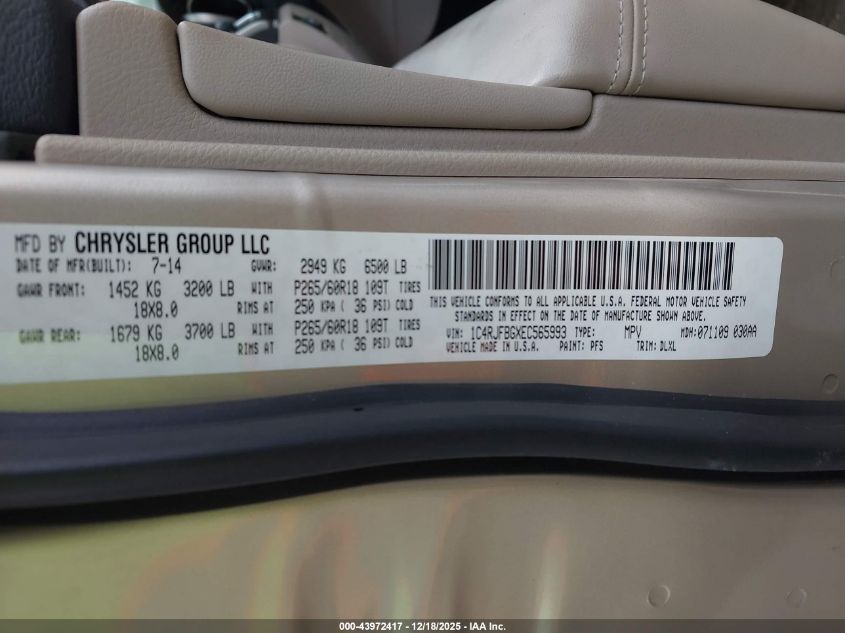 MFD BY CHRYSLER GROUP LLC
DATE OF MFR(BUILT): 7-14 GVWR: 2949 KG 6500 LB
GAWR FRONT: 1452 KG 3200 LB WITH P265/60R18 109T TIRES
18X8.0 RIMS AT 250 KPA ( 36 PSI) COLD
GAWR REAR: 1679 KG 3700 LB WITH P265/60R18 109T TIRES
18X8.0 RIMS AT 250 KPA ( 36 PSI) COLD
THIS VEHICLE CONFORMS TO ALL APPLICABLE U.S.A. FEDERAL MOTOR VEHICLE SAFETY
STANDARDS IN EFFECT ON THE DATE OF MANUFACTURE SHOWN ABOVE.
VIN: 1C4RJFBGXEC565993 TYPE: MPV MDH: 071109 030AA
VEHICLE MADE IN U.S.A. PAINT: PFS TRIM: DLXL
000-43972417 - 12/18/2025 - IAA Inc.